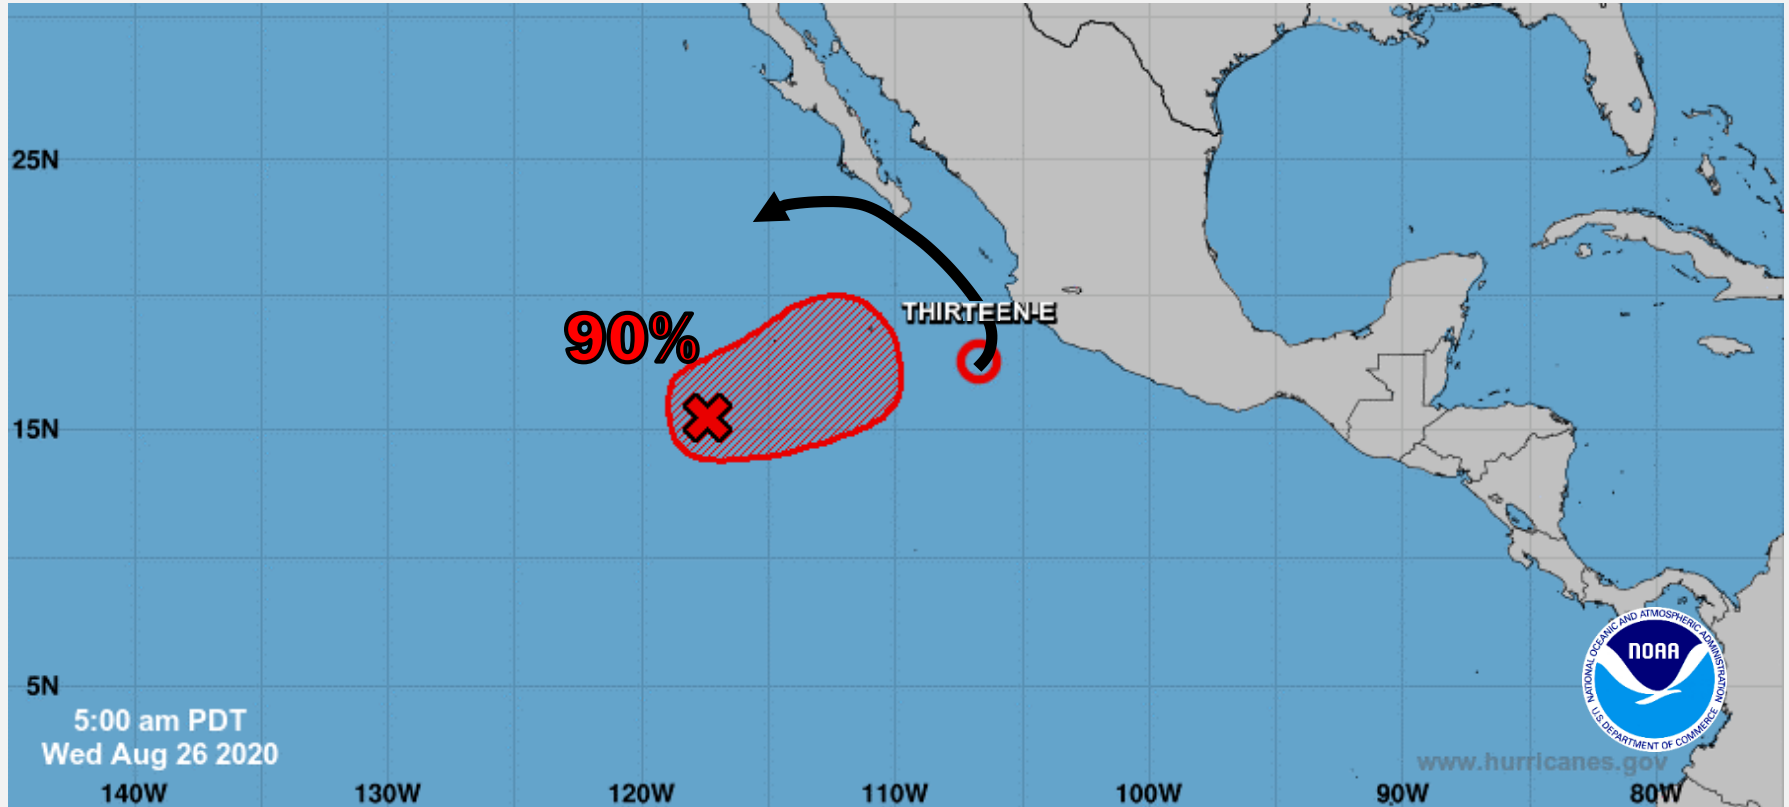 25N
THIRTEEN-E
90%
15N
NATIONAL OCEANIC AND ATMOSPHERIC ADMINISTRATION
NOAA
U.S. DEPARTMENT OF COMMERCE
5N
5:00 am PDT
Wed Aug 26 2020
www.hurricanes.gov
140W 130W 120W 110W 100W 90W 80W